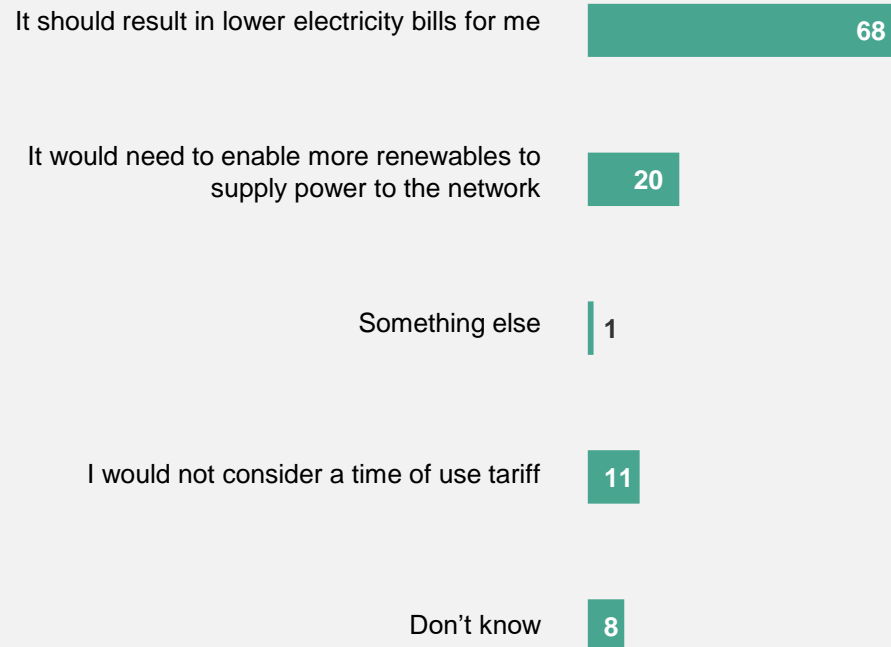 It should result in lower electricity bills for me
68
It would need to enable more renewables to
supply power to the network
20
Something else
1
I would not consider a time of use tariff
11
Don’t know
8